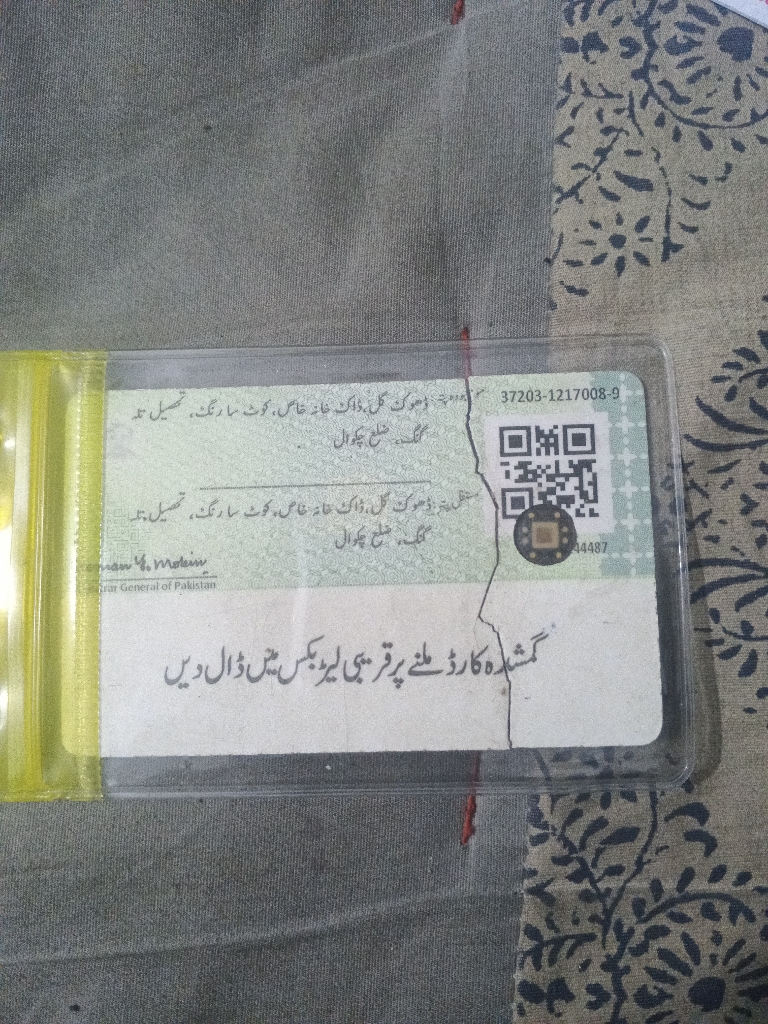 موجودہ پتہ ڈھوک گل، ڈاک خانہ خاص، کوٹ سارنگ، تحصیل تلہ
گنگ، ضلع چکوال
37203-1217008-9
مستقل پتہ ڈھوک گل، ڈاک خانہ خاص، کوٹ سارنگ، تحصیل تلہ
گنگ، ضلع چکوال
44487
General of Pakistan
گمشدہ کارڈ ملنے پر قریبی لیٹر بکس میں ڈال دیں